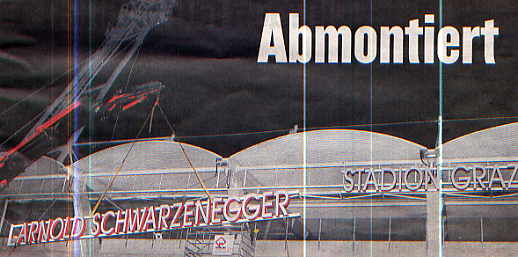 Abmontiert
STADION GRAZ
ARNOLD SCHWARZENEGGER